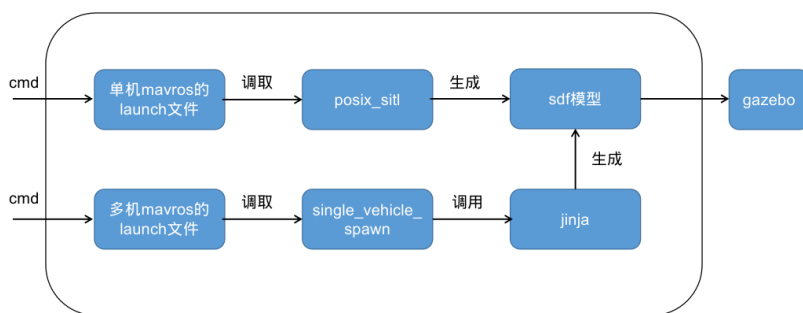 cmd
单机mavros的
launch文件
调取
posix_sitl
生成
sdf模型
gazebo
生成
cmd
多机mavros的
launch文件
调取
single_vehicle_
spawn
调用
jinja